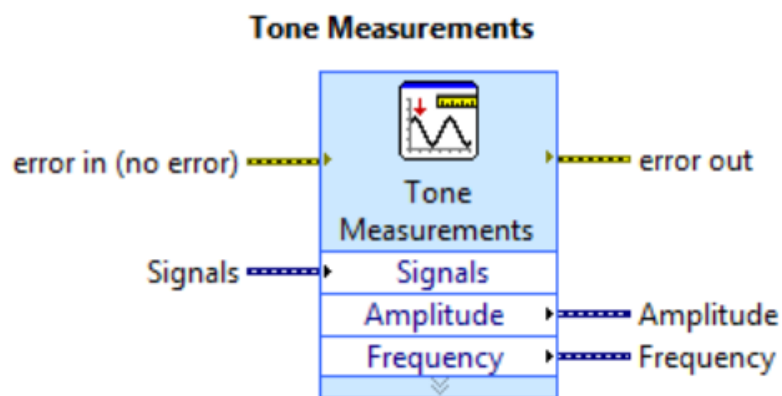 Tone Measurements
error in (no error)
error out
Tone
Measurements
Signals
Signals
Amplitude
Amplitude
Frequency
Frequency